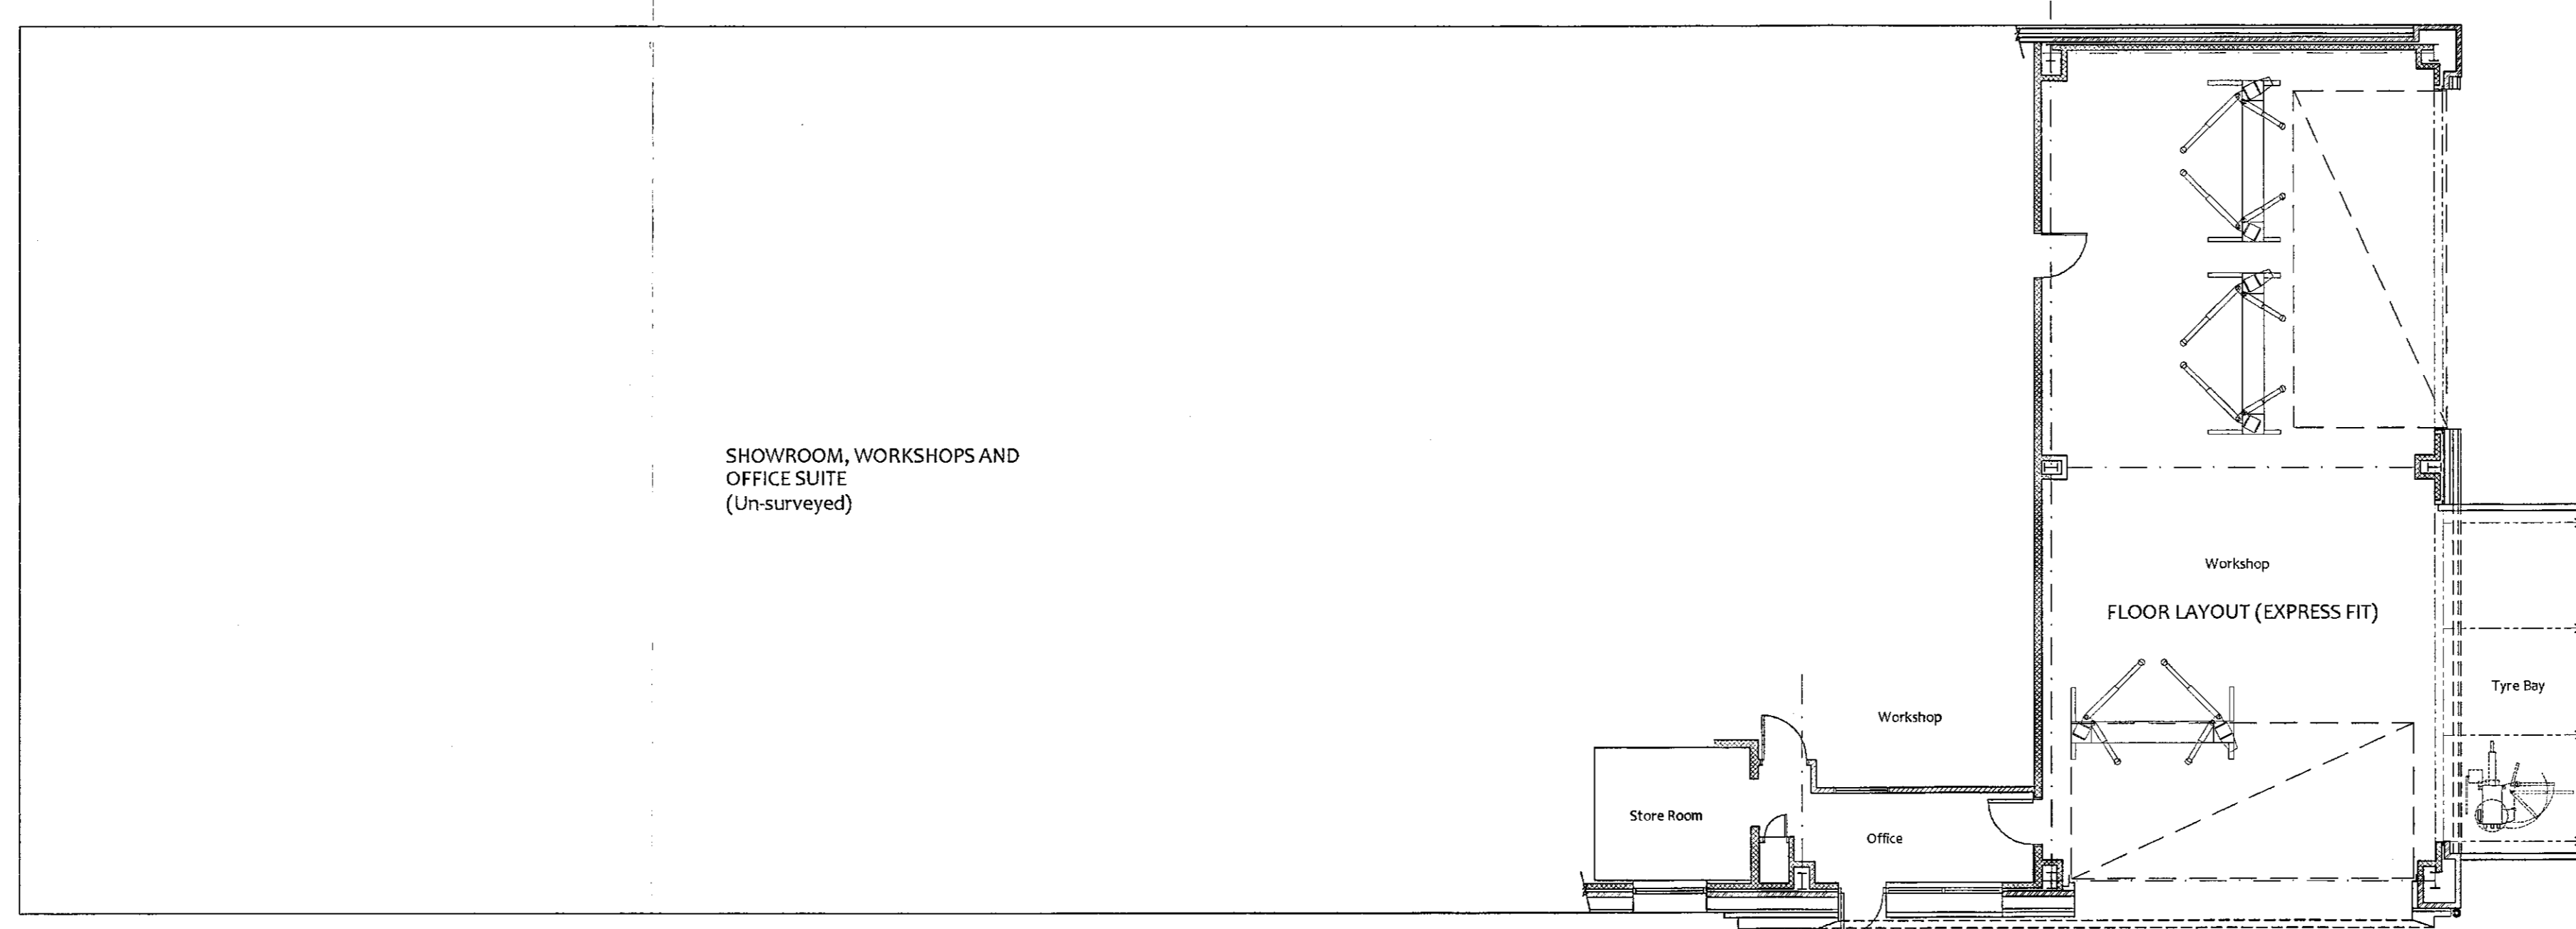 SHOWROOM, WORKSHOPS AND
OFFICE SUITE
(Un-surveyed)
Workshop
FLOOR LAYOUT (EXPRESS FIT)
Tyre Bay
Workshop
Store Room
Office